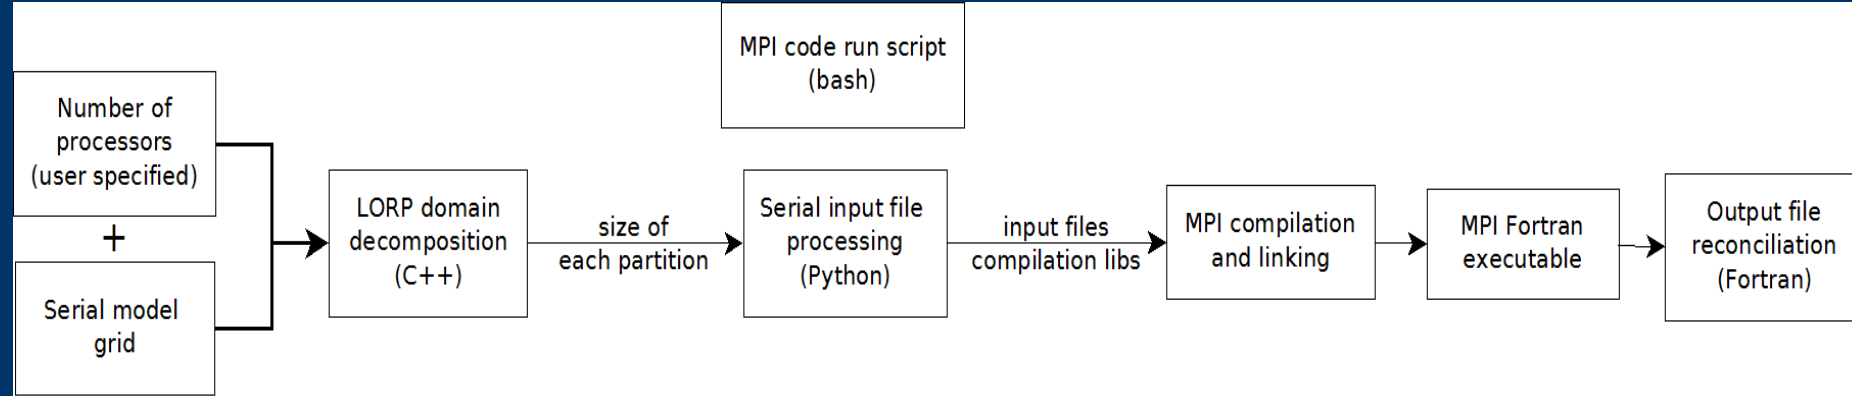 MPI code run script
(bash)
Number of
processors
(user specified)
+
Serial model
grid
LORP domain
decomposition
(C++)
size of
each partition
Serial input file
processing
(Python)
input files
compilation libs
MPI compilation
and linking
MPI Fortran
executable
Output file
reconciliation
(Fortran)